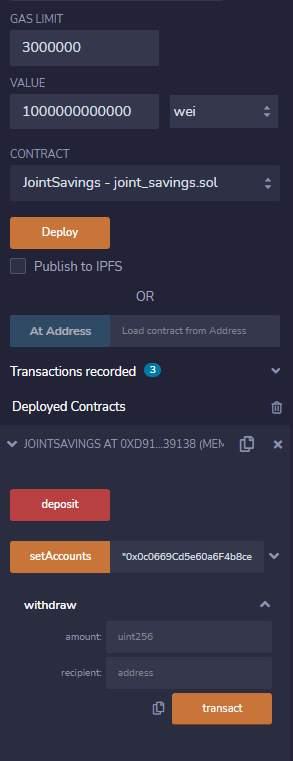 GAS LIMIT
3000000
VALUE
1000000000000 wei
CONTRACT
JointSavings - joint_savings.sol
Deploy
Publish to IPFS
OR
At Address Load contract from Address
Transactions recorded 3
Deployed Contracts
JOINTSAVINGS AT 0XD91...39138 (MEM
deposit
setAccounts "0x0c0669Cd5e60a6F4b8ce
withdraw
amount: uint256
recipient: address
transact